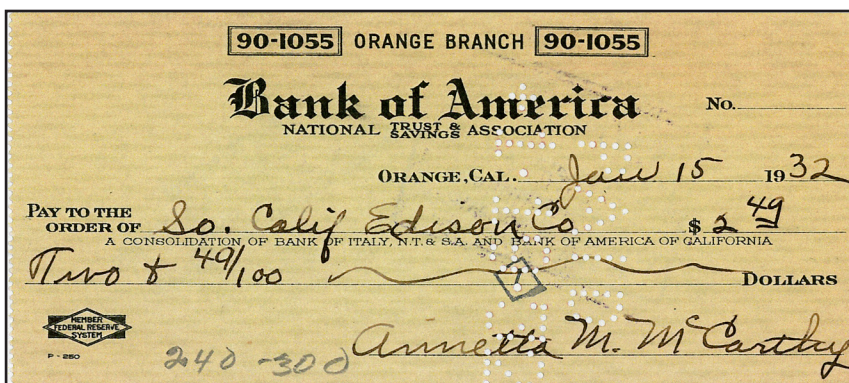 90-1055 ORANGE BRANCH 90-1055
Bank of America
NATIONAL TRUST & SAVINGS ASSOCIATION
No.
ORANGE, CAL. Jan 15 1932
PAY TO THE ORDER OF So. Calif Edison Co $ 2 49
A CONSOLIDATION OF BANK OF ITALY, N.T. & S.A. AND BANK OF AMERICA OF CALIFORNIA
Two & 49/100 DOLLARS
MEMBER FEDERAL RESERVE SYSTEM
P-250
240-300 Annetta M. McCarthy